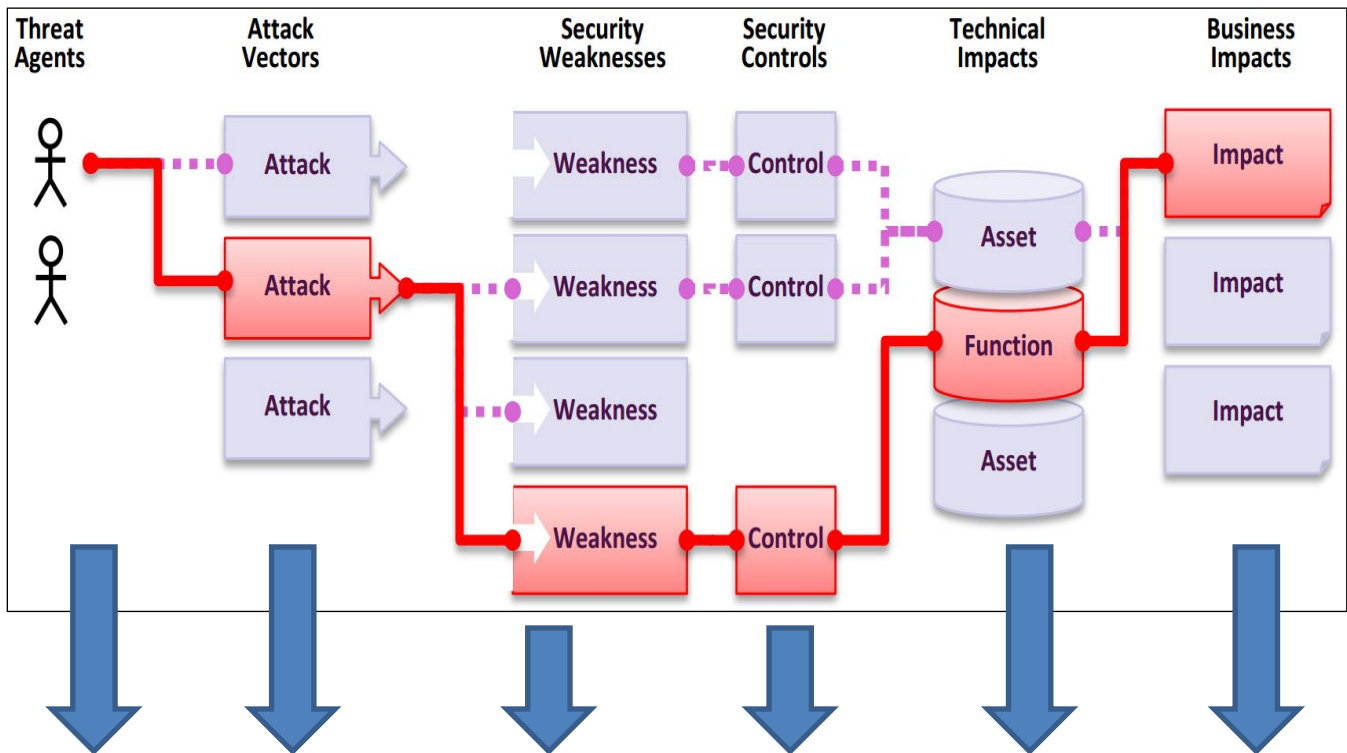 Threat Agents
Attack Vectors
Security Weaknesses
Security Controls
Technical Impacts
Business Impacts
Attack
Weakness
Control
Impact
Asset
Attack
Weakness
Control
Impact
Function
Attack
Weakness
Impact
Asset
Weakness
Control